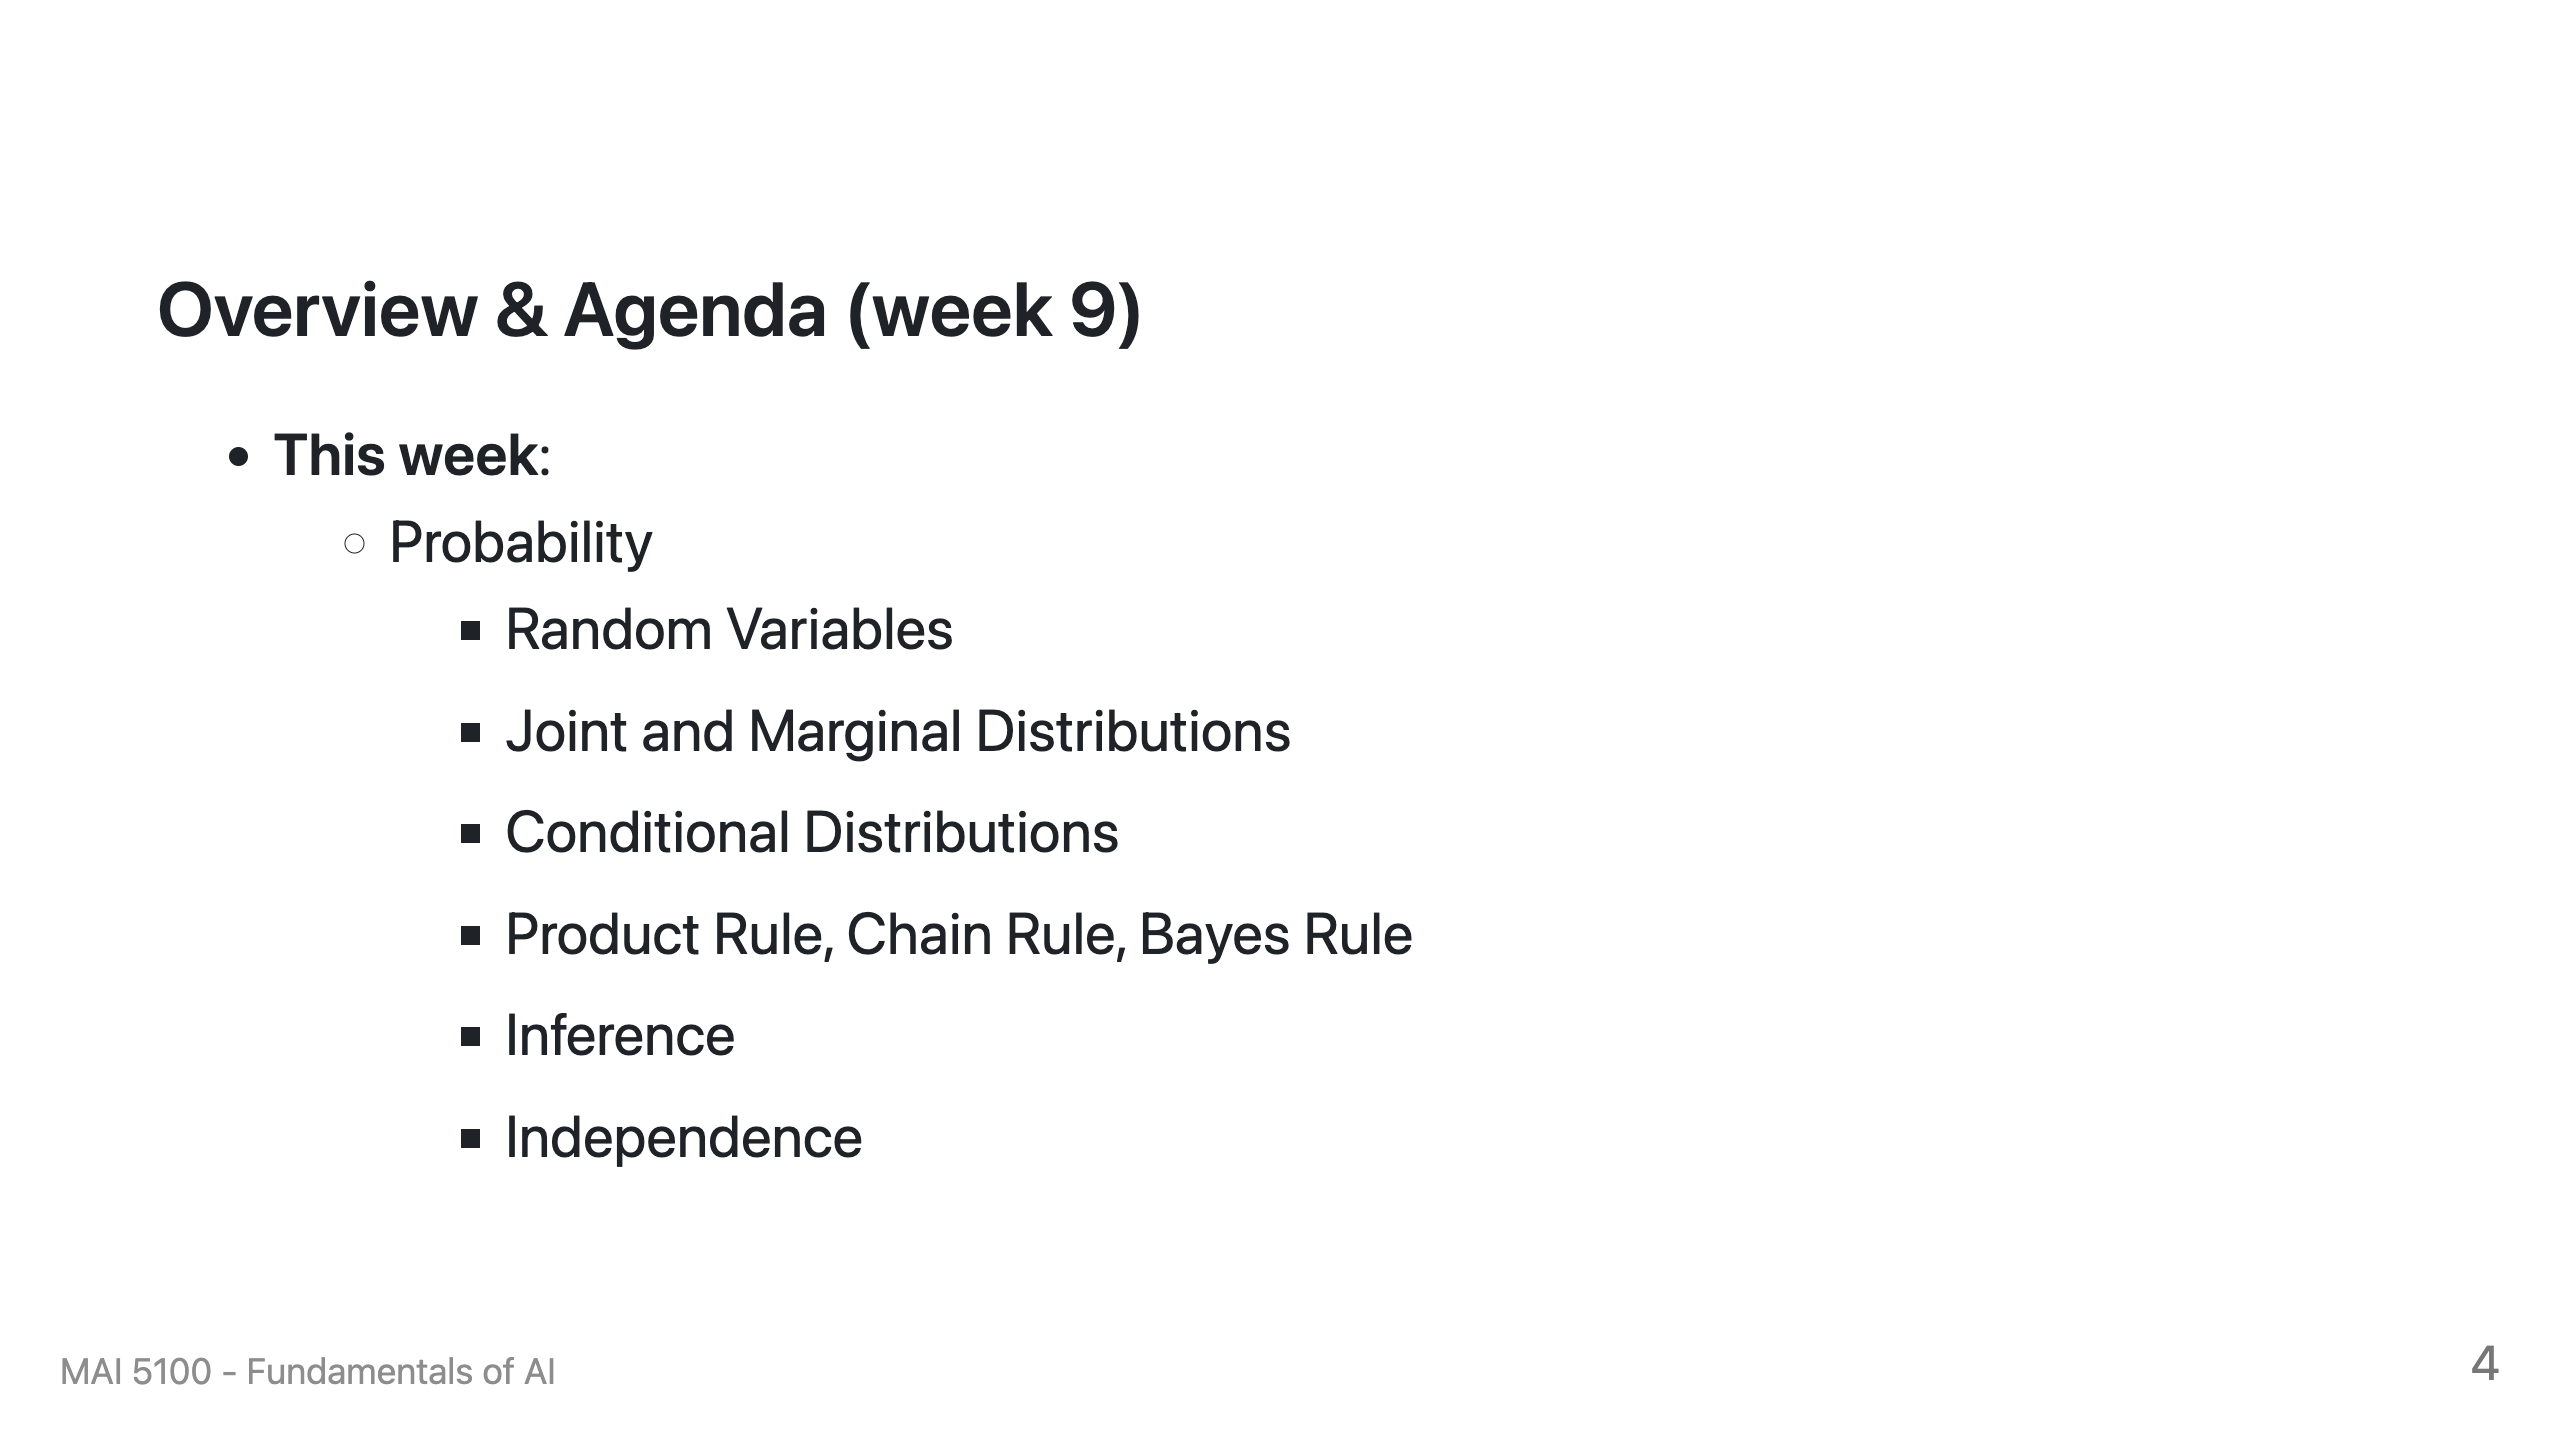 Overview & Agenda (week 9)
This week:
Probability
Random Variables
Joint and Marginal Distributions
Conditional Distributions
Product Rule, Chain Rule, Bayes Rule
Inference
Independence
MAI 5100 - Fundamentals of AI
4